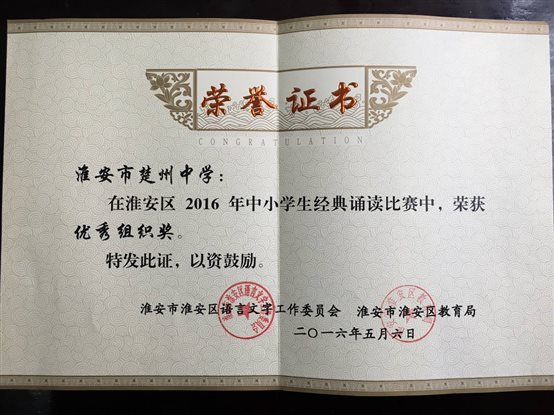 荣誉证书
CONGRATULATION
淮安市楚州中学：
在淮安区 2016 年中小学生经典诵读比赛中，荣获
优秀组织奖。
特发此证，以资鼓励。
淮安市淮安区语言文字工作委员会 淮安市淮安区教育局
二〇一六年五月六日